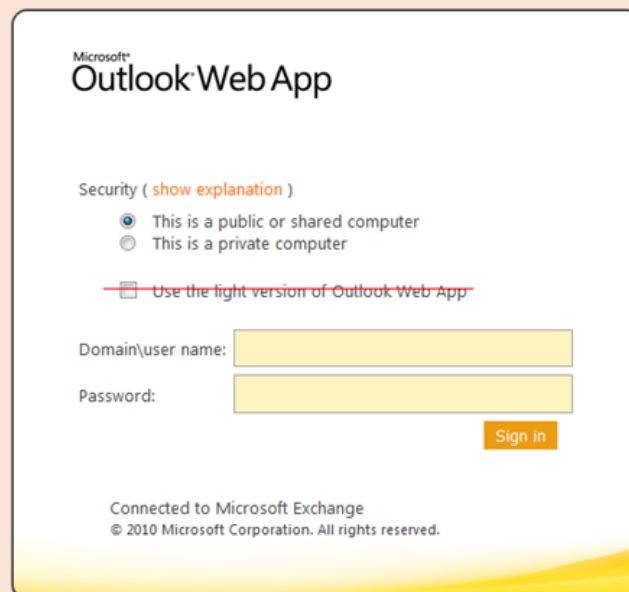 Microsoft®
Outlook® Web App
Security ( show explanation )
This is a public or shared computer
This is a private computer
Use the light version of Outlook Web App
Domain\user name:
Password:
Sign in
Connected to Microsoft Exchange
© 2010 Microsoft Corporation. All rights reserved.